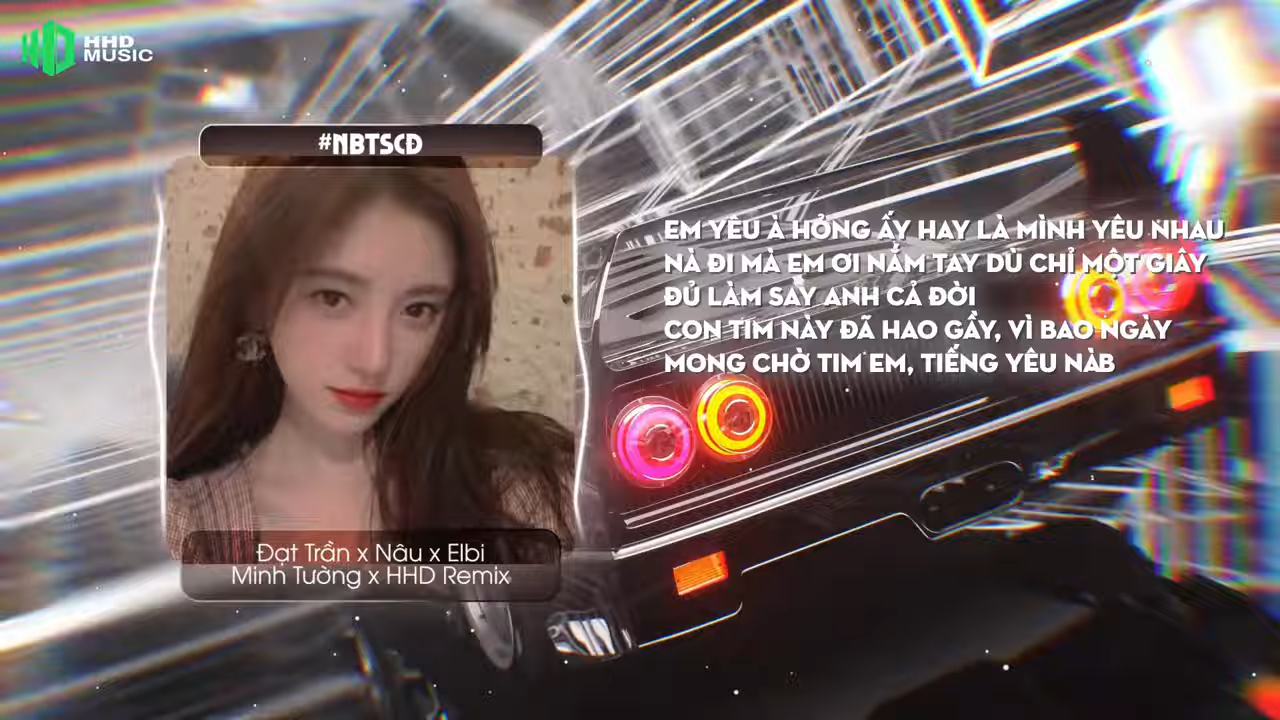 HHD
MUSIC
#NBTSCĐ
EM YÊU À HỞNG ẤY HAY LÀ MÌNH YÊU NHAU
NÀ ĐI MÀ EM ƠI NẮM TAY DÙ CHỈ MỘT GIÂY
ĐỦ LÀM SAY ANH CẢ ĐỜI
CON TIM NÀY ĐÃ HAO GẦY, VÌ BAO NGÀY
MONG CHỜ TIM EM, TIẾNG YÊU NÀB
Đạt Trần x Nâu x Elbi
Minh Tường x HHD Remix